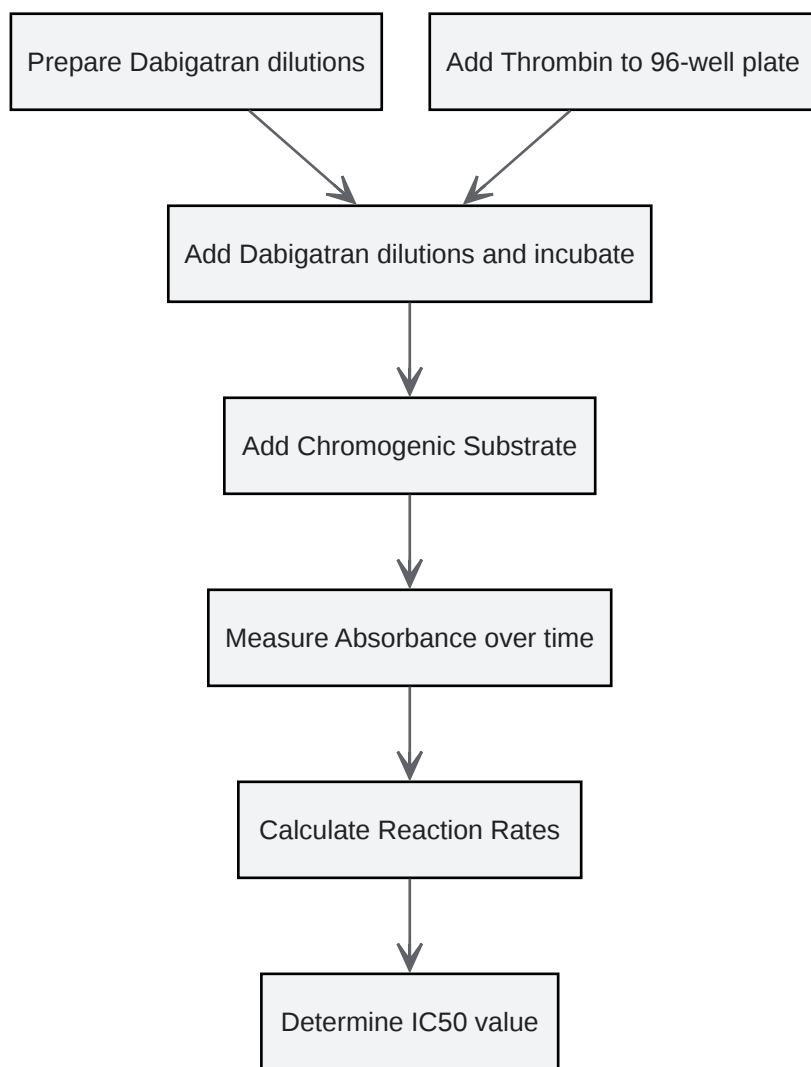 Prepare Dabigatran dilutions
Add Thrombin to 96-well plate
Add Dabigatran dilutions and incubate
Add Chromogenic Substrate
Measure Absorbance over time
Calculate Reaction Rates
Determine IC50 value